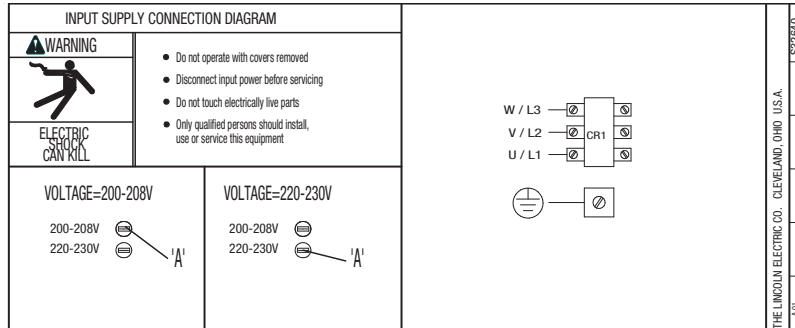 INPUT SUPPLY CONNECTION DIAGRAM
WARNING
ELECTRIC
SHOCK
CAN KILL
● Do not operate with covers removed
● Disconnect input power before servicing
● Do not touch electrically live parts
● Only qualified persons should install,
use or service this equipment
VOLTAGE=200-208V
200-208V
220-230V
'A'
VOLTAGE=220-230V
200-208V
220-230V
'A'
W / L3
V / L2
U / L1
CR1
THE LINCOLN ELECTRIC CO. CLEVELAND, OHIO U.S.A.